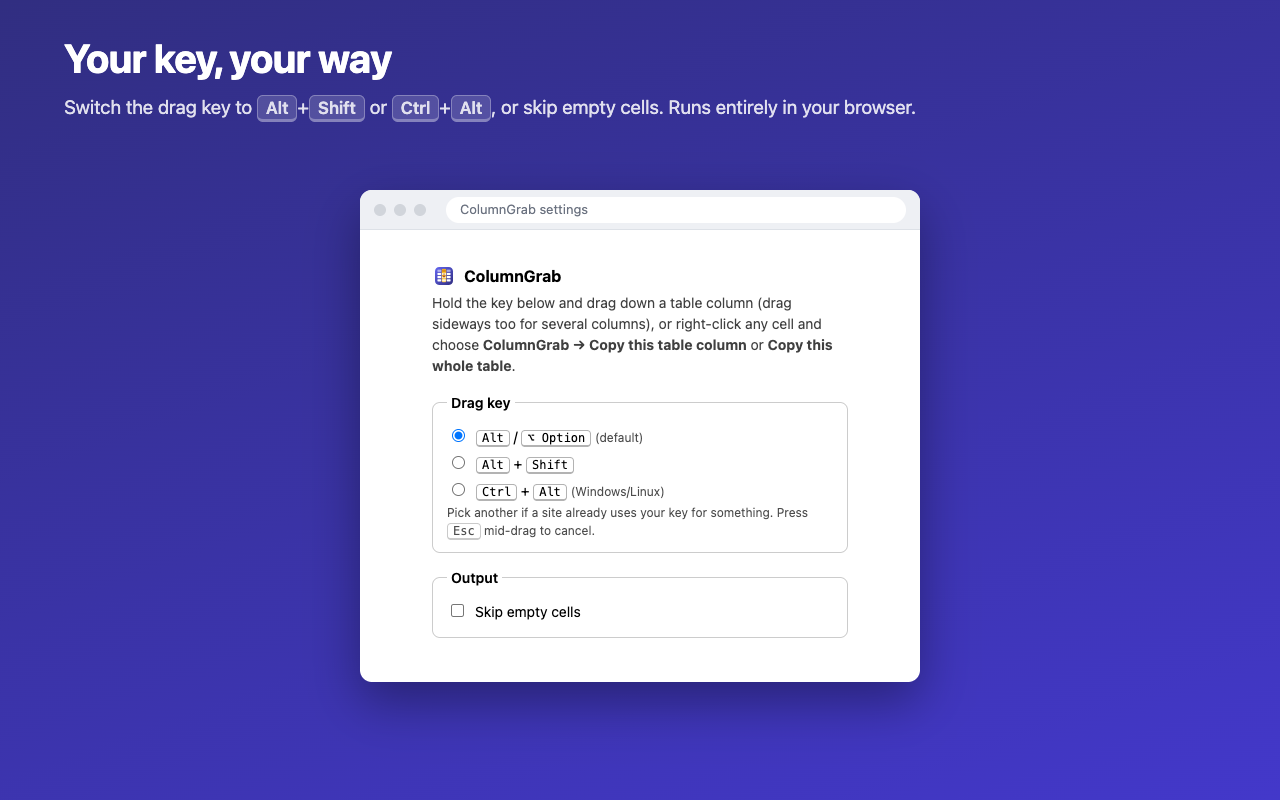 Your key, your way
Switch the drag key to Alt+Shift or Ctrl+Alt, or skip empty cells. Runs entirely in your browser.
ColumnGrab settings
ColumnGrab
Hold the key below and drag down a table column (drag
sideways too for several columns), or right-click any cell and
choose ColumnGrab → Copy this table column or Copy this
whole table.
Drag key
Alt / ⌥ Option (default)
Alt + Shift
Ctrl + Alt (Windows/Linux)
Pick another if a site already uses your key for something. Press
Esc mid-drag to cancel.
Output
Skip empty cells